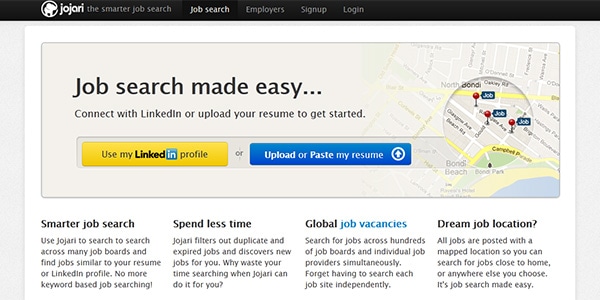 jojari the smarter job search Job search Employers Signup Login
Job search made easy...
Connect with LinkedIn or upload your resume to get started.
Use my LinkedIn profile or Upload or Paste my resume
North Bondi
Job
Job
Job
Bondi Beach
Bondi Park
Campbell Pde
Smarter job search
Use Jojari to search to search
across many job boards and
find jobs similar to your resume
or LinkedIn profile. No more
keyword based job searching!
Spend less time
Jojari filters out duplicate and
expired jobs and discovers new
jobs for you. Why waste your
time searching when Jojari can
do it for you?
Global job vacancies
Search for jobs across hundreds
of job boards and individual job
providers simultaneously.
Forget having to search each
job site independently.
Dream job location?
All jobs are posted with a
mapped location so you can
search for jobs close to home,
or anywhere else you choose.
It's job search made easy.